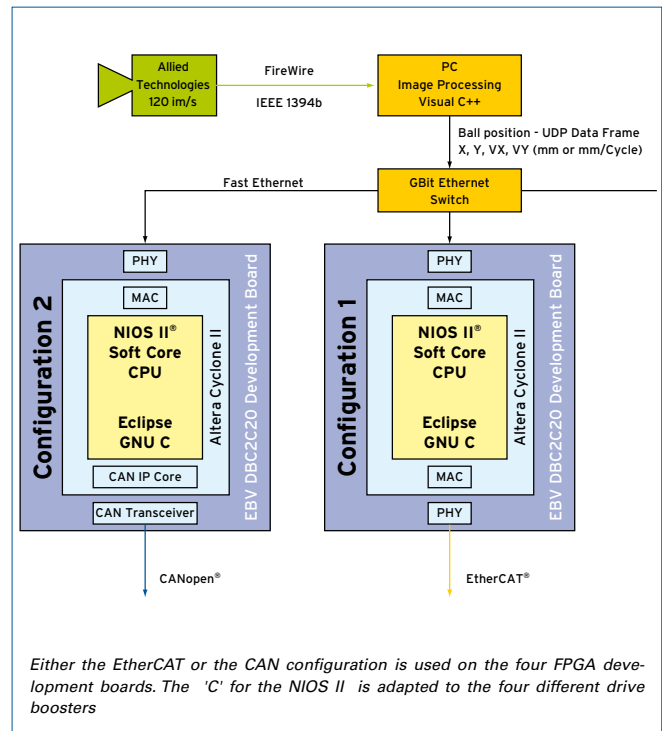 Allied
Technologies
120 im/s
FireWire
IEEE 1394b
PC
Image Processing
Visual C++
Ball position - UDP Data Frame
X, Y, VX, VY (mm or mm/Cycle)
Fast Ethernet
GBit Ethernet
Switch
Configuration 2
PHY
MAC
NIOS II®
Soft Core
CPU
Eclipse
GNU C
CAN IP Core
CAN Transceiver
Altera Cyclone II
EBV DBC2C20 Development Board
CANopen®
Configuration 1
PHY
MAC
NIOS II®
Soft Core
CPU
Eclipse
GNU C
MAC
PHY
Altera Cyclone II
EBV DBC2C20 Development Board
EtherCAT®
Either the EtherCAT or the CAN configuration is used on the four FPGA deve-
lopment boards. The 'C' for the NIOS II is adapted to the four different drive
boosters